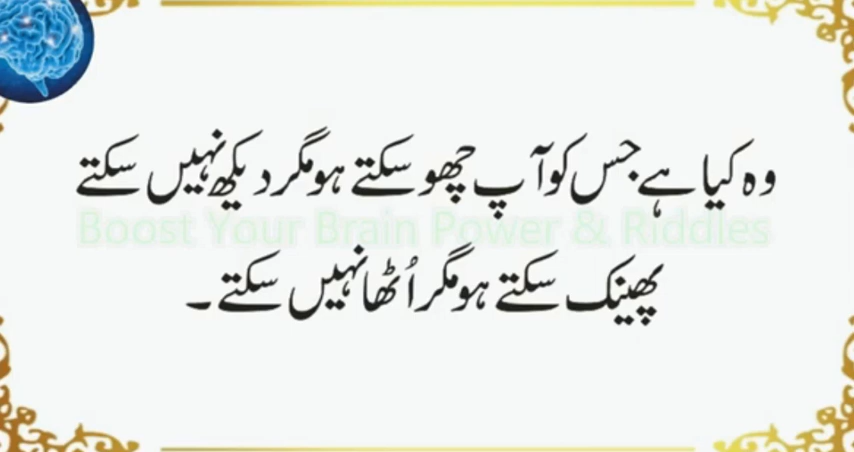 وہ کیا ہے جس کو آپ چھو سکتے ہو مگر دیکھ نہیں سکتے
Boost Your Brain Power & Riddles
پھینک سکتے ہو مگر اُٹھا نہیں سکتے۔